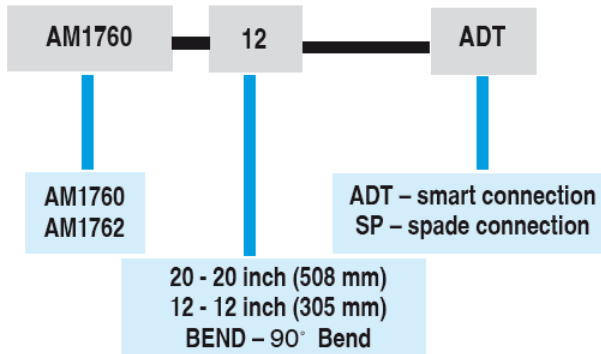 AM1760
12
ADT
AM1760
AM1762
ADT – smart connection
SP – spade connection
20 - 20 inch (508 mm)
12 - 12 inch (305 mm)
BEND – 90° Bend